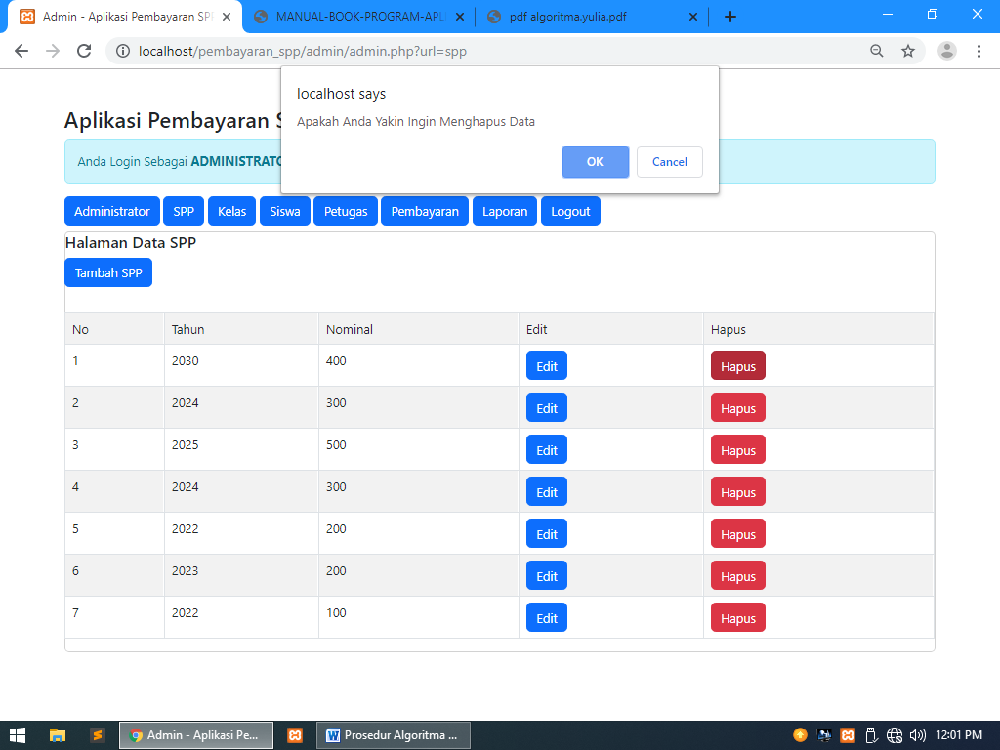 Admin - Aplikasi Pembayaran SP
MANUAL-BOOK-PROGRAM-APL
pdf algoritma.yulia.pdf
localhost/pembayaran_spp/admin/admin.php?url=spp
localhost says
Apakah Anda Yakin Ingin Menghapus Data
OK Cancel
Aplikasi Pembayaran S
Anda Login Sebagai ADMINISTRATO
Administrator SPP Kelas Siswa Petugas Pembayaran Laporan Logout
Halaman Data SPP
Tambah SPP
No Tahun Nominal Edit Hapus
1 2030 400 Edit Hapus
2 2024 300 Edit Hapus
3 2025 500 Edit Hapus
4 2024 300 Edit Hapus
5 2022 200 Edit Hapus
6 2023 200 Edit Hapus
7 2022 100 Edit Hapus
Admin - Aplikasi Pe... Prosedur Algoritma ... 12:01 PM